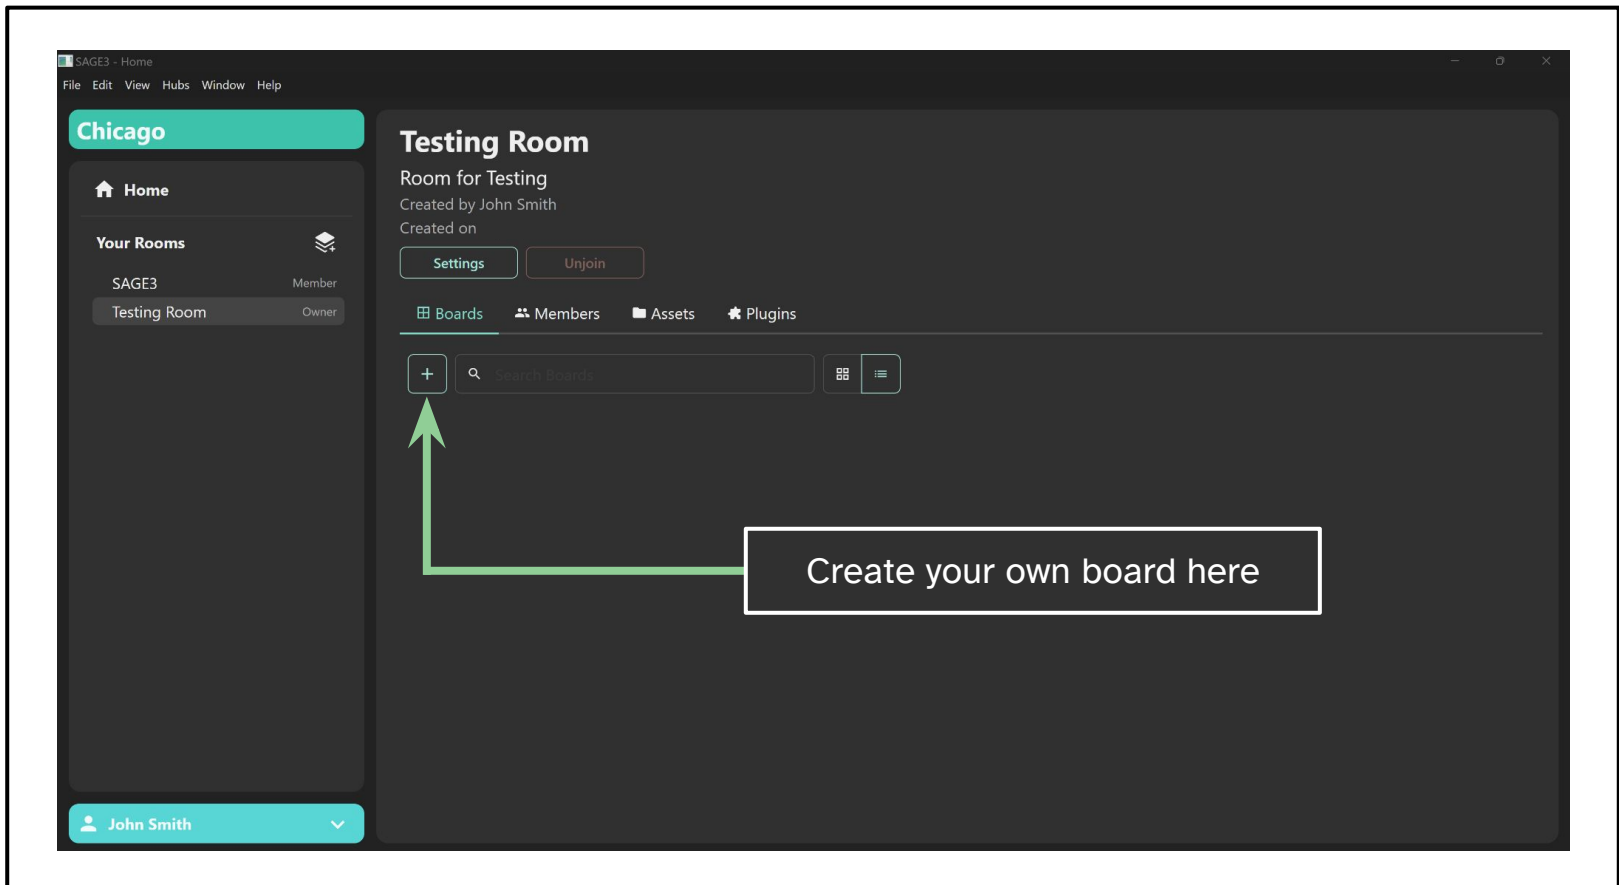 SAGE3 - Home
File Edit View Hubs Window Help
Chicago
Home
Your Rooms
SAGE3 Member
Testing Room Owner
John Smith
Testing Room
Room for Testing
Created by John Smith
Created on
Settings Unjoin
Boards Members Assets Plugins
Search Boards
Create your own board here